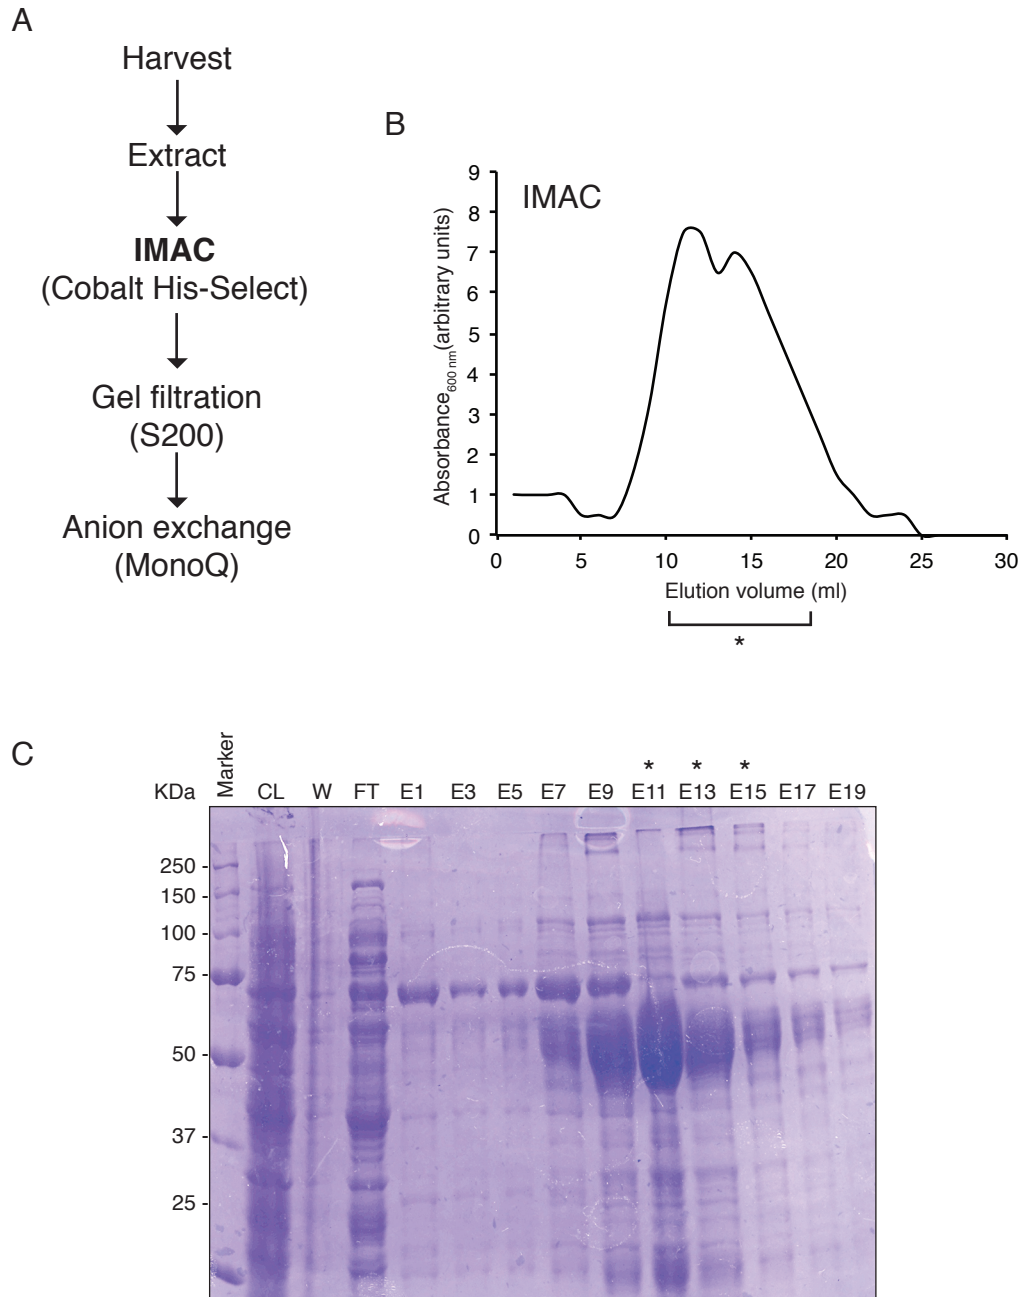 A
Harvest
Extract
IMAC
(Cobalt His-Select)
Gel filtration
(S200)
Anion exchange
(MonoQ)
B
IMAC
Absorbance600 nm(arbitrary units)
9
8
7
6
5
4
3
2
1
0
0 5 10 15 20 25 30
Elution volume (ml)
*
C
* * *
KDa Marker CL W FT E1 E3 E5 E7 E9 E11 E13 E15 E17 E19
250 -
150 -
100 -
75 -
50 -
37 -
25 -